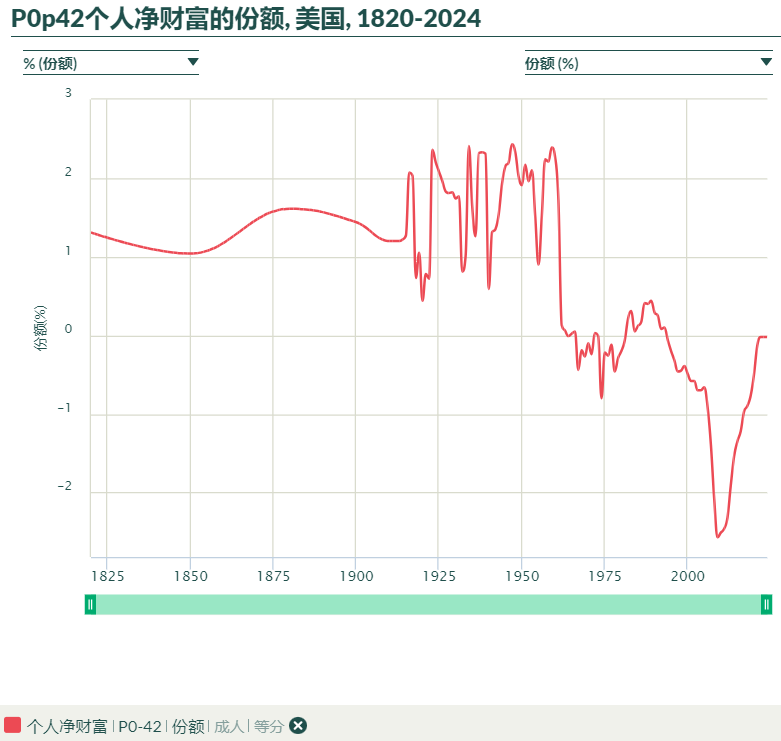 P0p42个人净财富的份额, 美国, 1820-2024
% (份额)
份额 (%)
3
2
1
0
−1
−2
份额(%)
1825 1850 1875 1900 1925 1950 1975 2000
个人净财富 | P0-42 | 份额 | 成人 | 等分